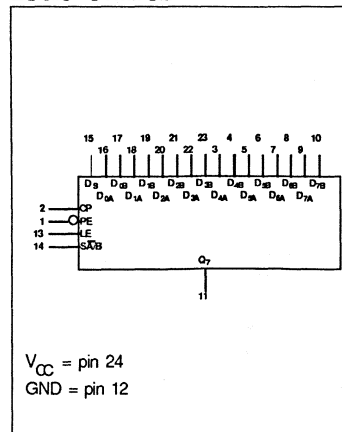 15 17 19 21 23 4 6 8 10
16 18 20 22 3 5 7 9
DS D0B D1B D2B D3B D4B D5B D6B D7B
D0A D1A D2A D3A D4A D5A D6A D7A
2 CP
1 PE
13 LE
14 SA̅/B
Q7
11
VCC = pin 24
GND = pin 12